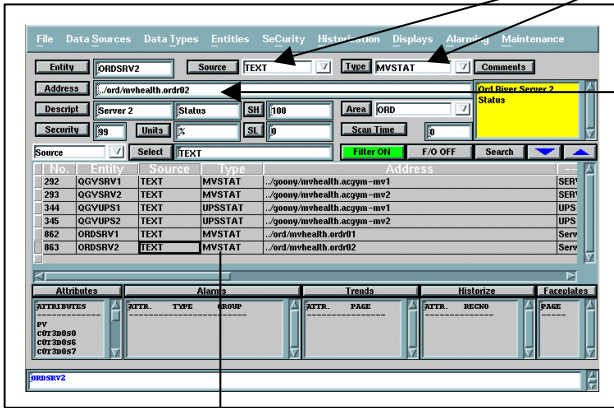 File Data Sources Data Types Entities SeCurity Historisation Displays Alarming Maintenance
Entity ORDSRV2 Source TEXT Type MVSTAT Comments
Address ../ord/mvhealth.ordr02 Ord River Server 2
Status
Descript Server 2 Status SH 100 Area ORD
Security 99 Units % SL 0 Scan Time 0
Source Select TEXT Filter ON F/O OFF Search
No. Entity Source Type Address
292 QGVSRV1 TEXT MVSTAT ../goony/mvhealth.acgym-mv1 SERV
293 QGVSRV2 TEXT MVSTAT ../goony/mvhealth.acgym-mv2 SERV
344 QGVUPS1 TEXT UPSSTAT ../goony/mvhealth.acgym-mv1 UPS
345 QGVUPS2 TEXT UPSSTAT ../goony/mvhealth.acgym-mv2 UPS
862 ORDSRV1 TEXT MVSTAT ../ord/mvhealth.ordr01 Serv
863 ORDSRV2 TEXT MVSTAT ../ord/mvhealth.ordr02 Serv
Attributes Alarms Trends Historize Faceplates
ATTRIBUTES ATTR. TYPE GROUP ATTR. PAGE ATTR. RECNO PAGE
PV
C0T3D0S0
C0T3D0S6
C0T3D0S7
ORDSRV2